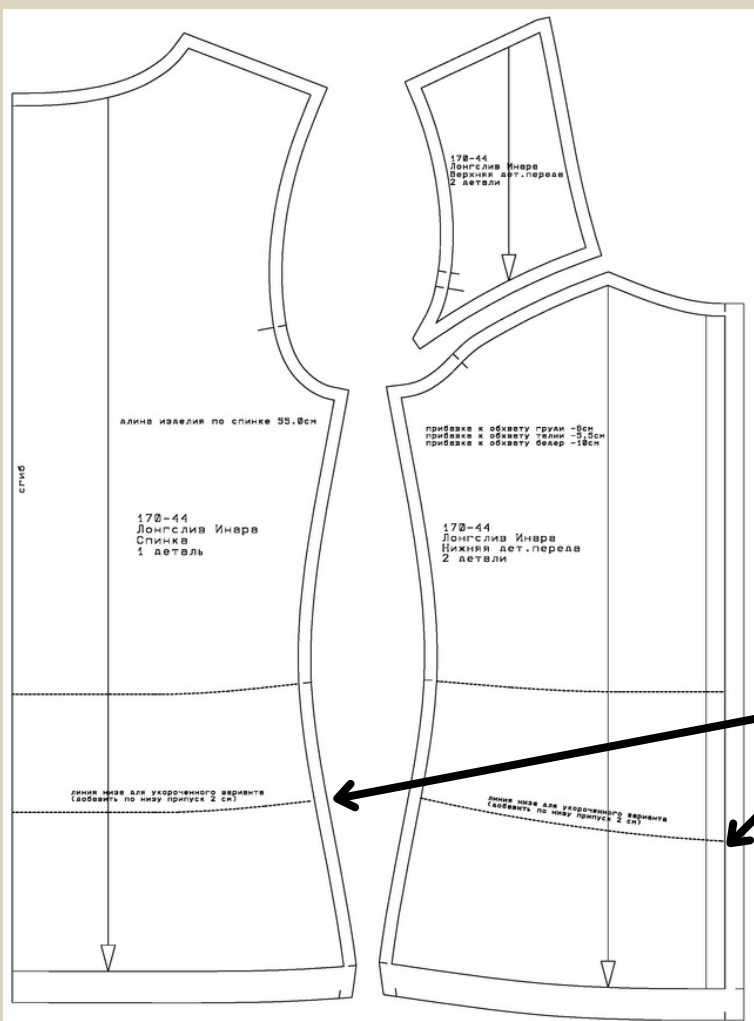 170-44
Лонгслив Инара
Верхняя дет.переда
2 детали
длина изделия по спинке 55.0см
прибавка к обхвату груди -6см
прибавка к обхвату талии -5,5см
прибавка к обхвату бедер -10см
сгиб
170-44
Лонгслив Инара
Спинка
1 деталь
170-44
Лонгслив Инара
Нижняя дет.переда
2 детали
линия низа для укороченного варианта
(добавить по низу припуск 2 см)
линия низа для укороченного варианта
(добавить по низу припуск 2 см)